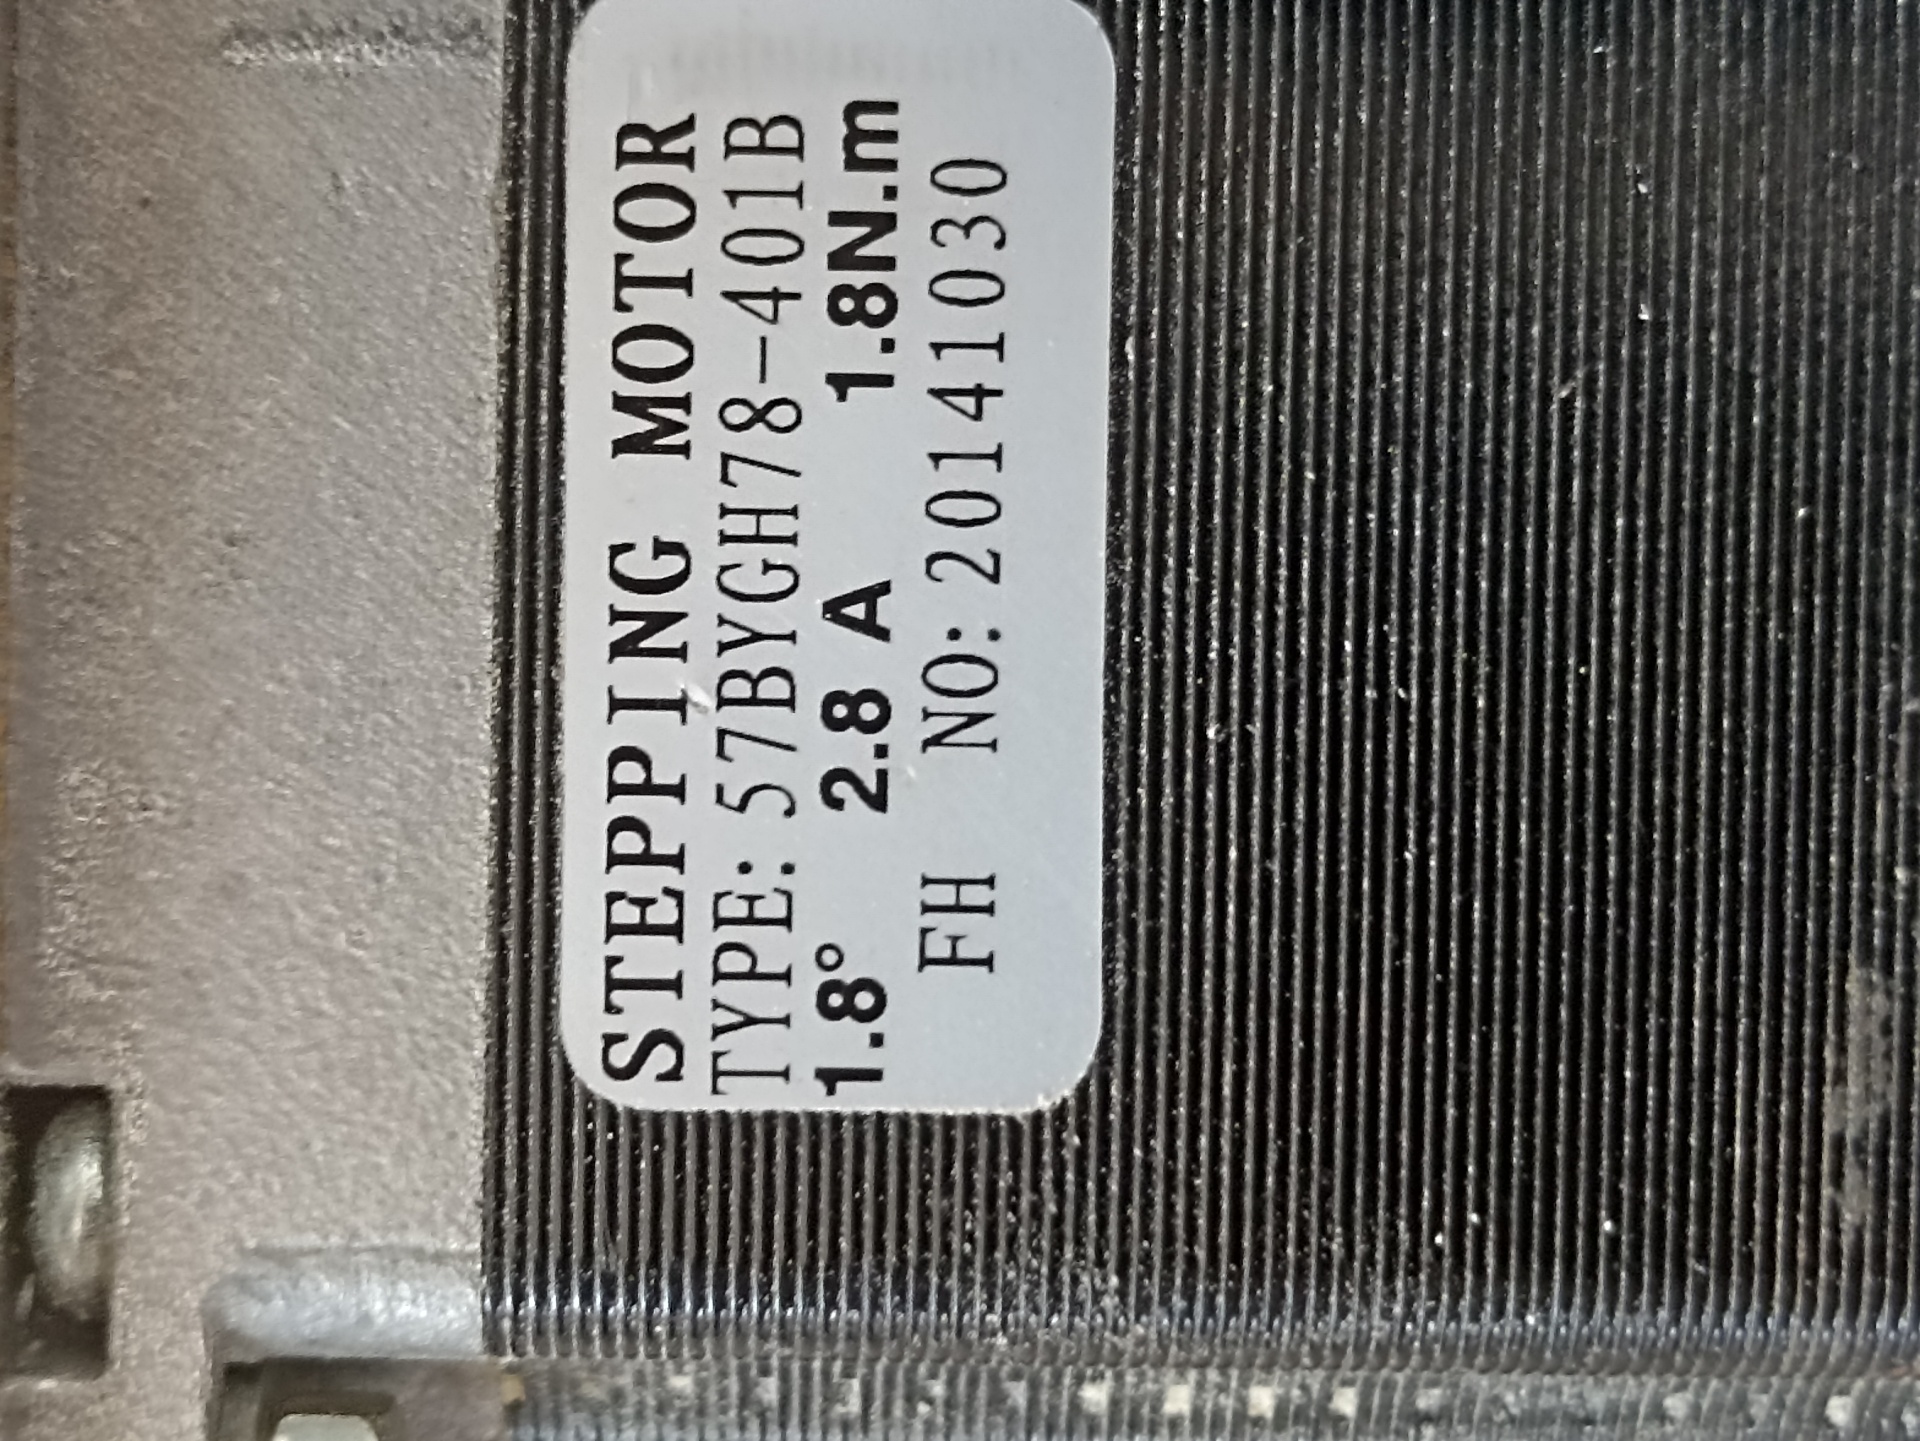 STEPPING MOTOR
TYPE: 57BYGH78-401B
1.8° 2.8 A 1.8N.m
FH NO: 20141030